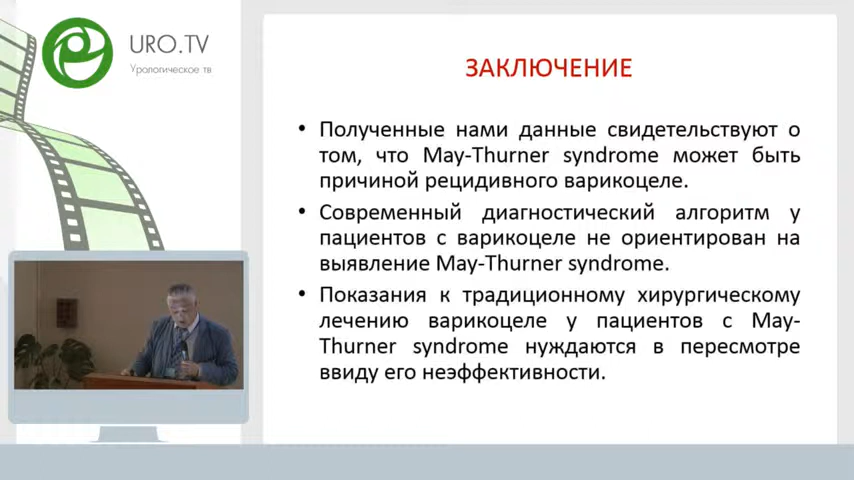 URO.TV
Урологическое тв
ЗАКЛЮЧЕНИЕ
• Полученные нами данные свидетельствуют о
том, что May-Thurner syndrome может быть
причиной рецидивного варикоцеле.
• Современный диагностический алгоритм у
пациентов с варикоцеле не ориентирован на
выявление May-Thurner syndrome.
• Показания к традиционному хирургическому
лечению варикоцеле у пациентов с May-
Thurner syndrome нуждаются в пересмотре
ввиду его неэффективности.